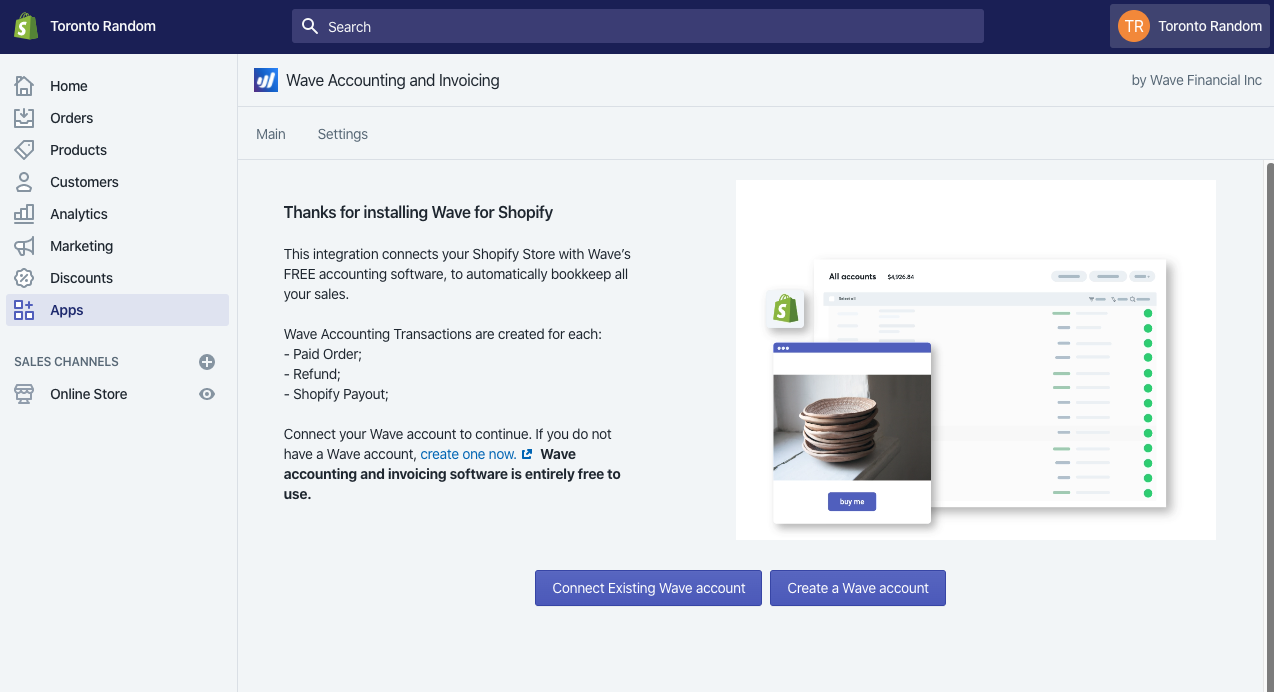 Toronto Random
Search
TR Toronto Random
Home
Orders
Products
Customers
Analytics
Marketing
Discounts
Apps
SALES CHANNELS
Online Store
Wave Accounting and Invoicing
by Wave Financial Inc
Main Settings
Thanks for installing Wave for Shopify
This integration connects your Shopify Store with Wave’s
FREE accounting software, to automatically bookkeep all
your sales.
Wave Accounting Transactions are created for each:
- Paid Order;
- Refund;
- Shopify Payout;
Connect your Wave account to continue. If you do not
have a Wave account, create one now. Wave
accounting and invoicing software is entirely free to
use.
All accounts $4,926.84
Select all
buy me
Connect Existing Wave account
Create a Wave account